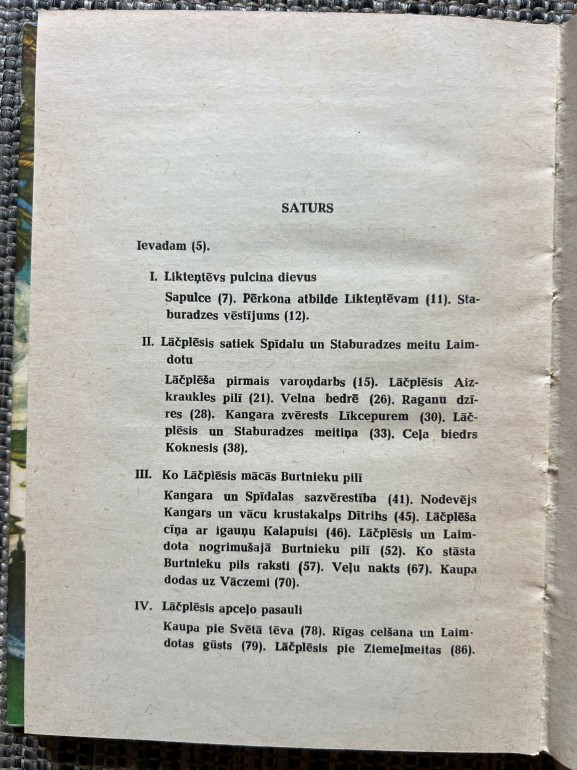 SATURS
Ievadam (5).
I. Likteņtēvs pulcina dievus
Sapulce (7). Pērkona atbilde Likteņtēvam (11). Sta-
buradzes vēstījums (12).
II. Lāčplēsis satiek Spīdalu un Staburadzes meitu Laim-
dotu
Lāčplēša pirmais varoņdarbs (15). Lāčplēsis Aiz-
kraukles pilī (21). Velna bedrē (26). Raganu dzī-
res (28). Kangara zvērests Līkcepurem (30). Lāč-
plēsis un Staburadzes meitiņa (33). Ceļa biedrs
Koknesis (38).
III. Ko Lāčplēsis mācās Burtnieku pilī
Kangara un Spīdalas sazvērestība (41). Nodevējs
Kangars un vācu krustakalps Dītrihs (45). Lāčplēša
cīņa ar igauņu Kalapuisi (46). Lāčplēsis un Laim-
dota nogrimušajā Burtnieku pilī (52). Ko stāsta
Burtnieku pils raksti (57). Veļu nakts (67). Kaupa
dodas uz Vāczemi (70).
IV. Lāčplēsis apceļo pasauli
Kaupa pie Svētā tēva (78). Rīgas celšana un Laim-
dotas gūsts (79). Lāčplēsis pie Ziemeļmeitas (86).